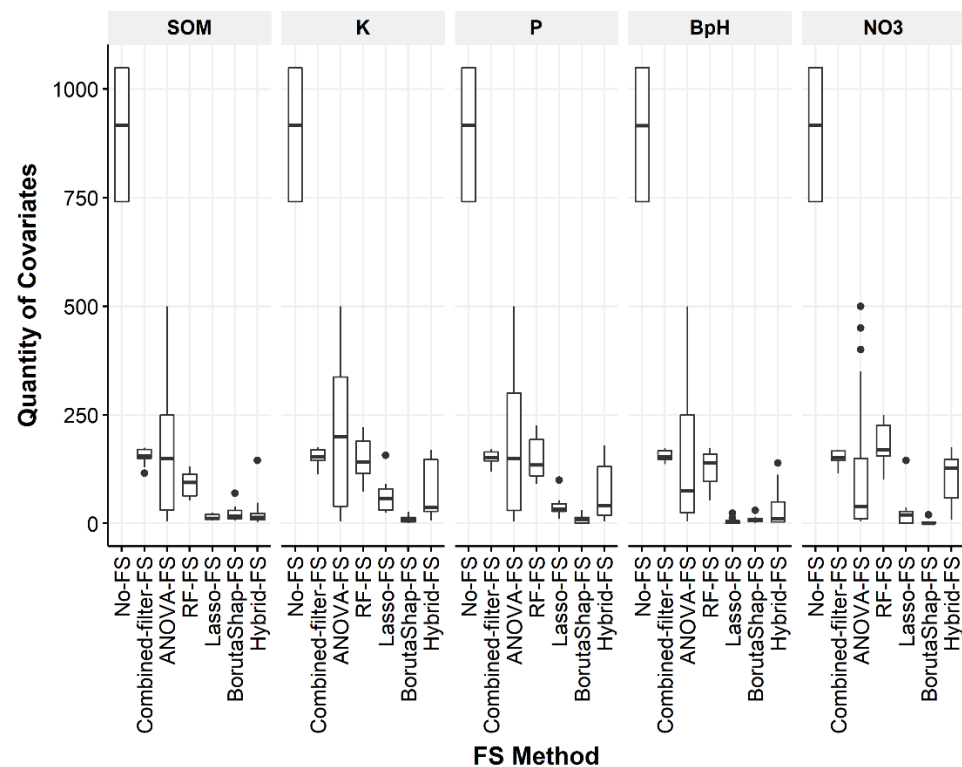 SOM K P BpH NO3
Quantity of Covariates
1000
750
500
250
0
No-FS
Combined-filter-FS
ANOVA-FS
RF-FS
Lasso-FS
BorutaShap-FS
Hybrid-FS
No-FS
Combined-filter-FS
ANOVA-FS
RF-FS
Lasso-FS
BorutaShap-FS
Hybrid-FS
No-FS
Combined-filter-FS
ANOVA-FS
RF-FS
Lasso-FS
BorutaShap-FS
Hybrid-FS
No-FS
Combined-filter-FS
ANOVA-FS
RF-FS
Lasso-FS
BorutaShap-FS
Hybrid-FS
No-FS
Combined-filter-FS
ANOVA-FS
RF-FS
Lasso-FS
BorutaShap-FS
Hybrid-FS
FS Method